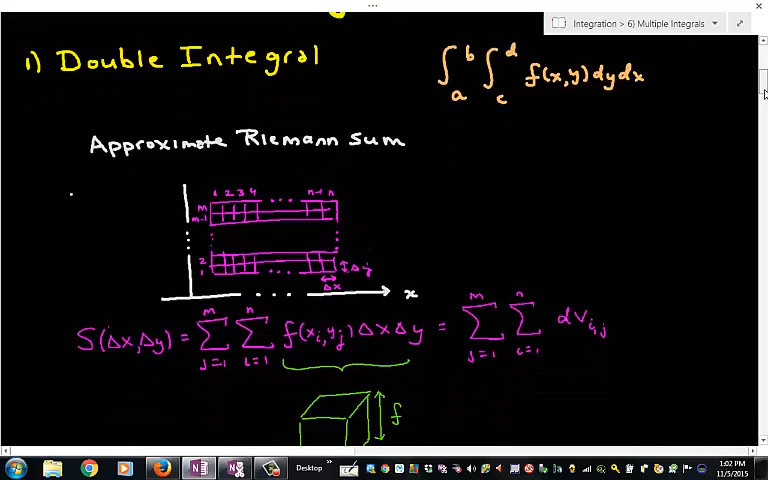 Integration > 6) Multiple Integrals
1) Double Integral
∫_a^b ∫_c^d f(x,y) dy dx
Approximate Riemann Sum
1 2 3 4 ... n-1 n
m
m-1
2
1
Δy
Δx
x
S(Δx,Δy) = Σ_{j=1}^m Σ_{i=1}^n f(x_i,y_j) Δx Δy = Σ_{j=1}^m Σ_{i=1}^n dV_{i,j}
f
Desktop
1:02 PM
11/5/2015